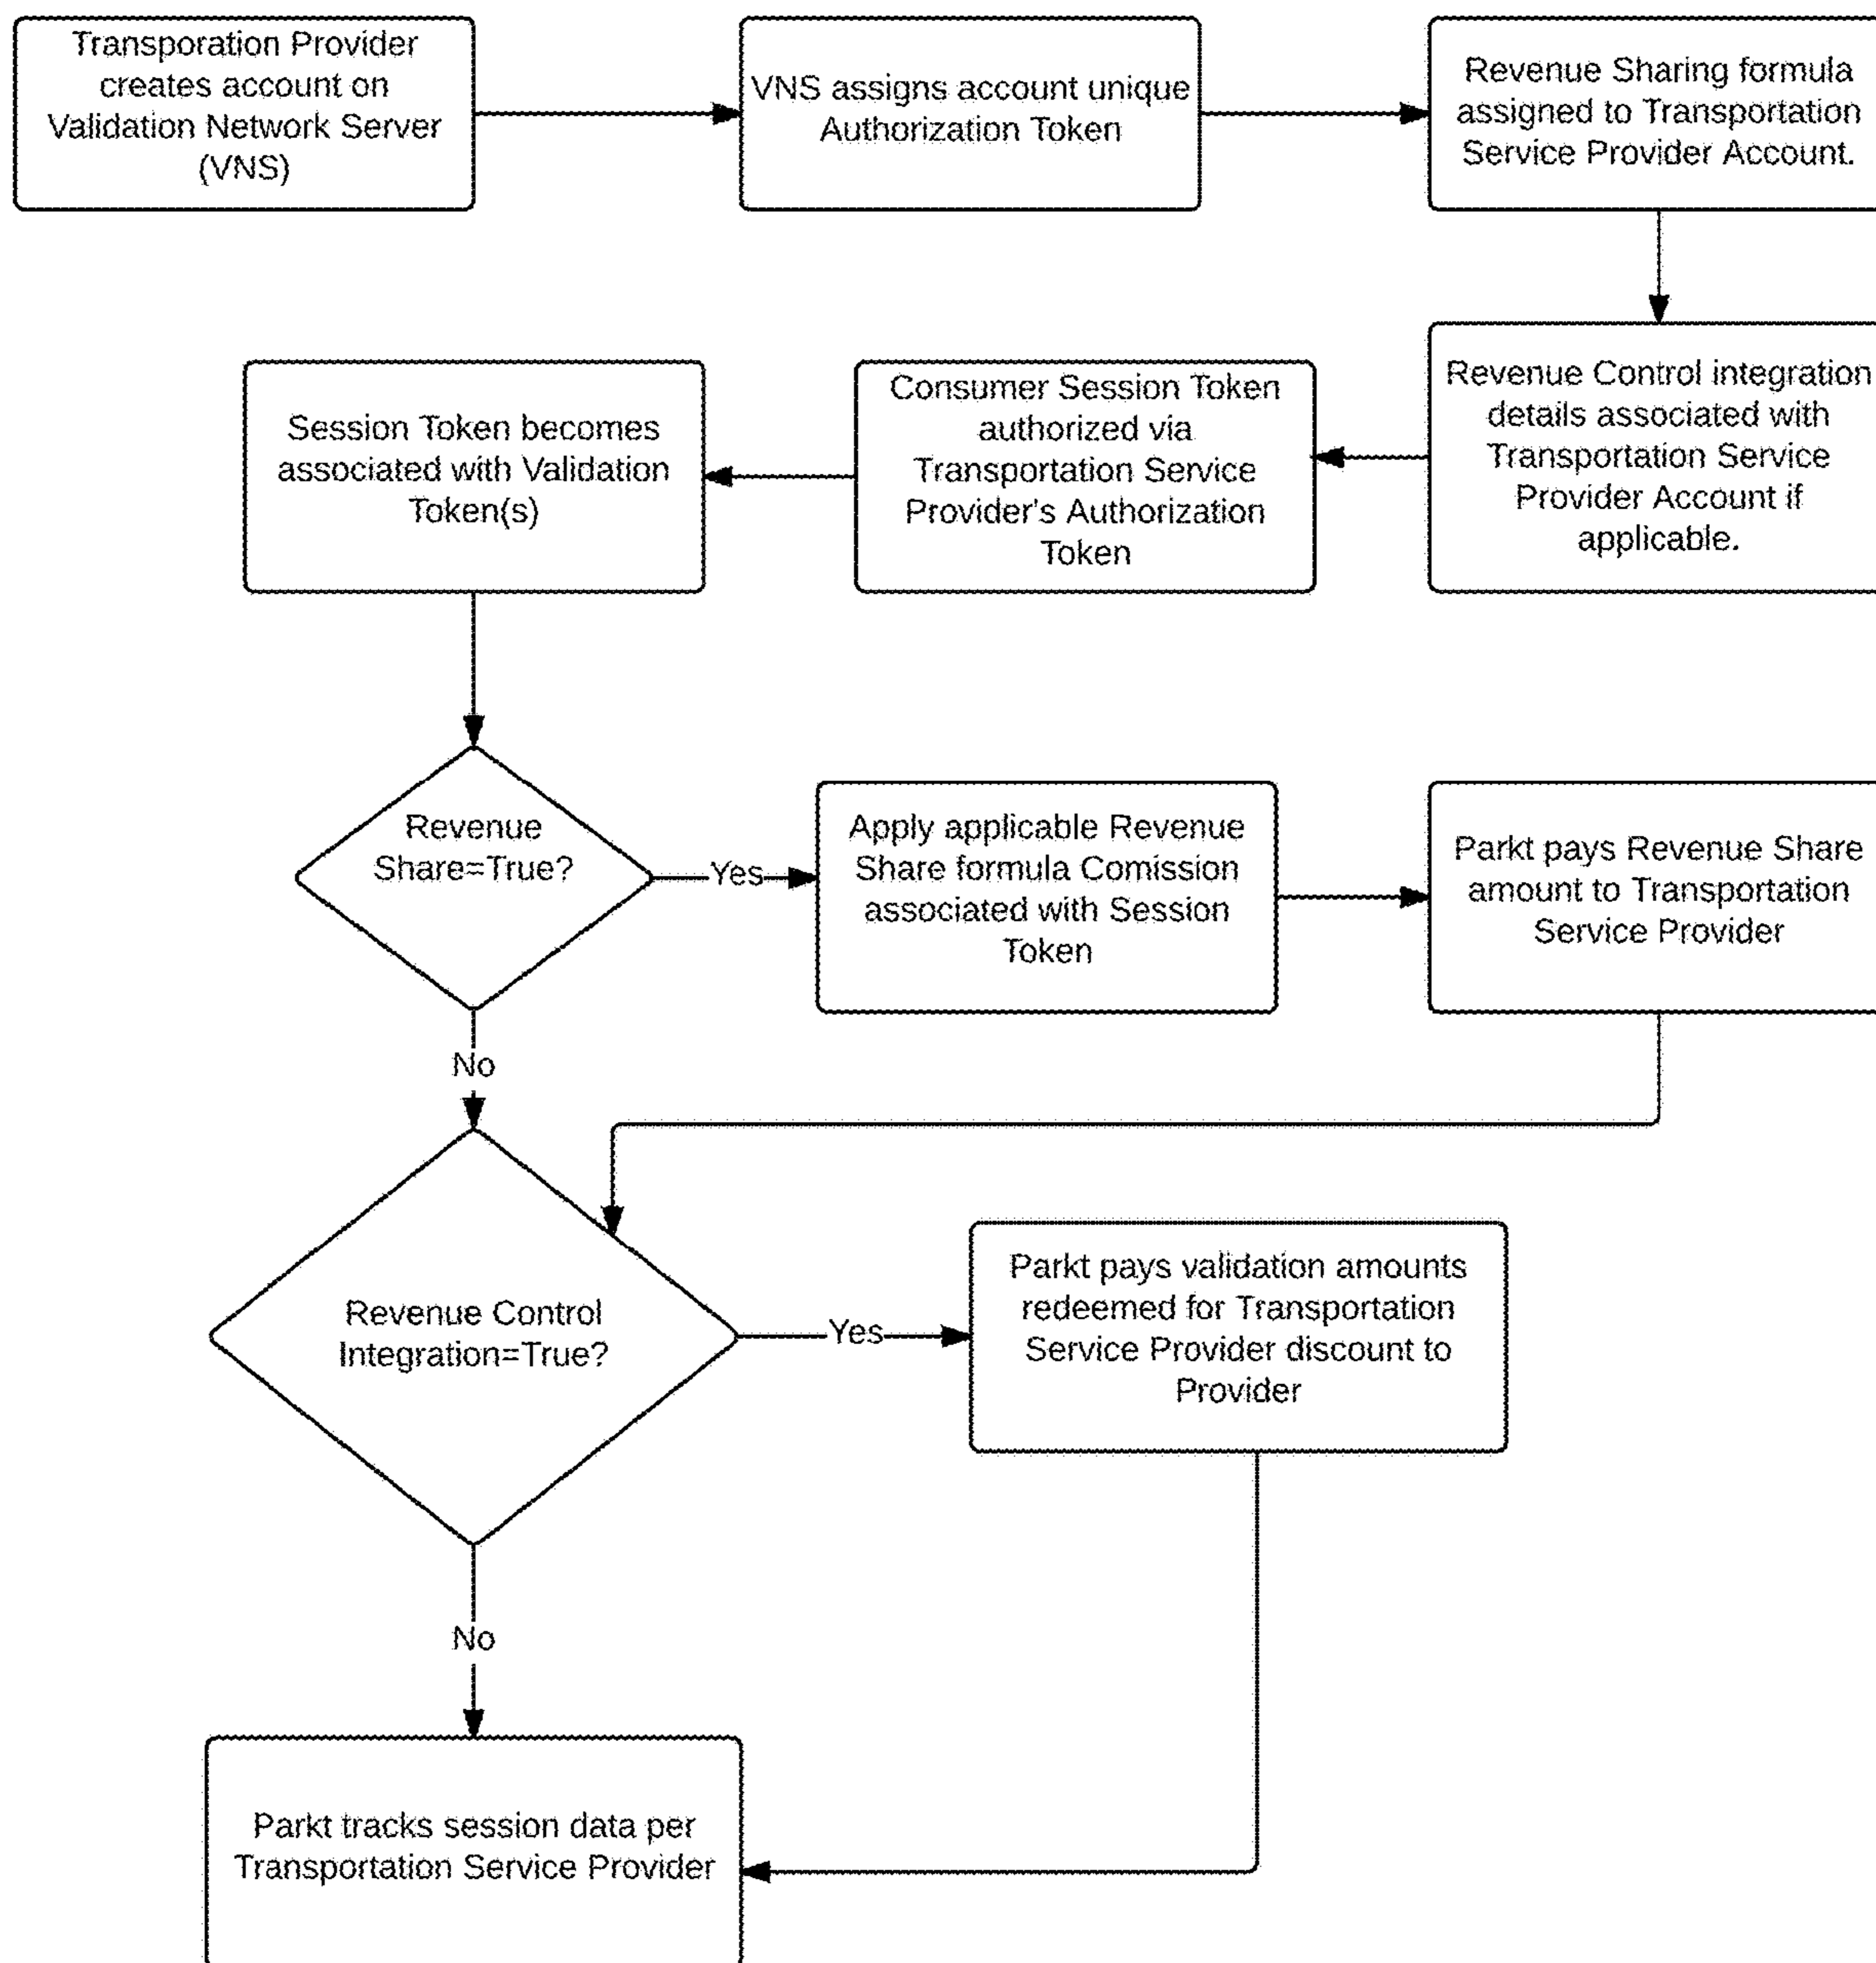 Transporation Provider
creates account on
Validation Network Server
(VNS)
VNS assigns account unique
Authorization Token
Revenue Sharing formula
assigned to Transportation
Service Provider Account.
Revenue Control integration
details associated with
Transportation Service
Provider Account if
applicable.
Consumer Session Token
authorized via
Transportation Service
Provider's Authorization
Token
Session Token becomes
associated with Validation
Token(s)
Revenue
Share=True?
Yes
Apply applicable Revenue
Share formula Comission
associated with Session
Token
Parkt pays Revenue Share
amount to Transportation
Service Provider
No
Revenue Control
Integration=True?
Yes
Parkt pays validation amounts
redeemed for Transportation
Service Provider discount to
Provider
No
Parkt tracks session data per
Transportation Service Provider